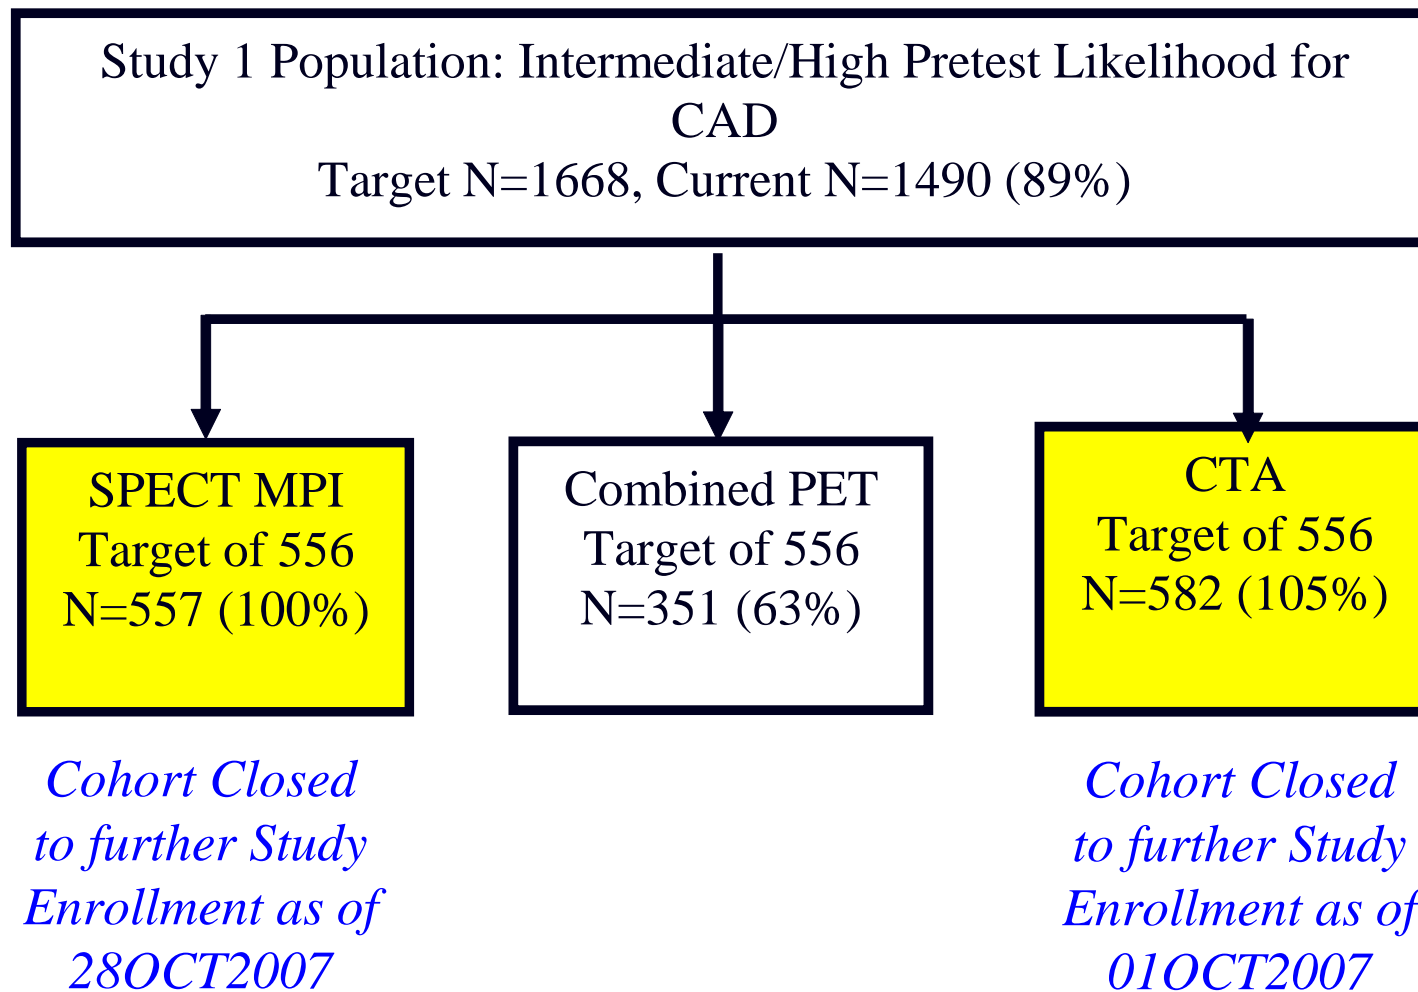 Study 1 Population: Intermediate/High Pretest Likelihood for
CAD
Target N=1668, Current N=1490 (89%)
SPECT MPI
Target of 556
N=557 (100%)
Combined PET
Target of 556
N=351 (63%)
CTA
Target of 556
N=582 (105%)
Cohort Closed
to further Study
Enrollment as of
28OCT2007
Cohort Closed
to further Study
Enrollment as of
01OCT2007